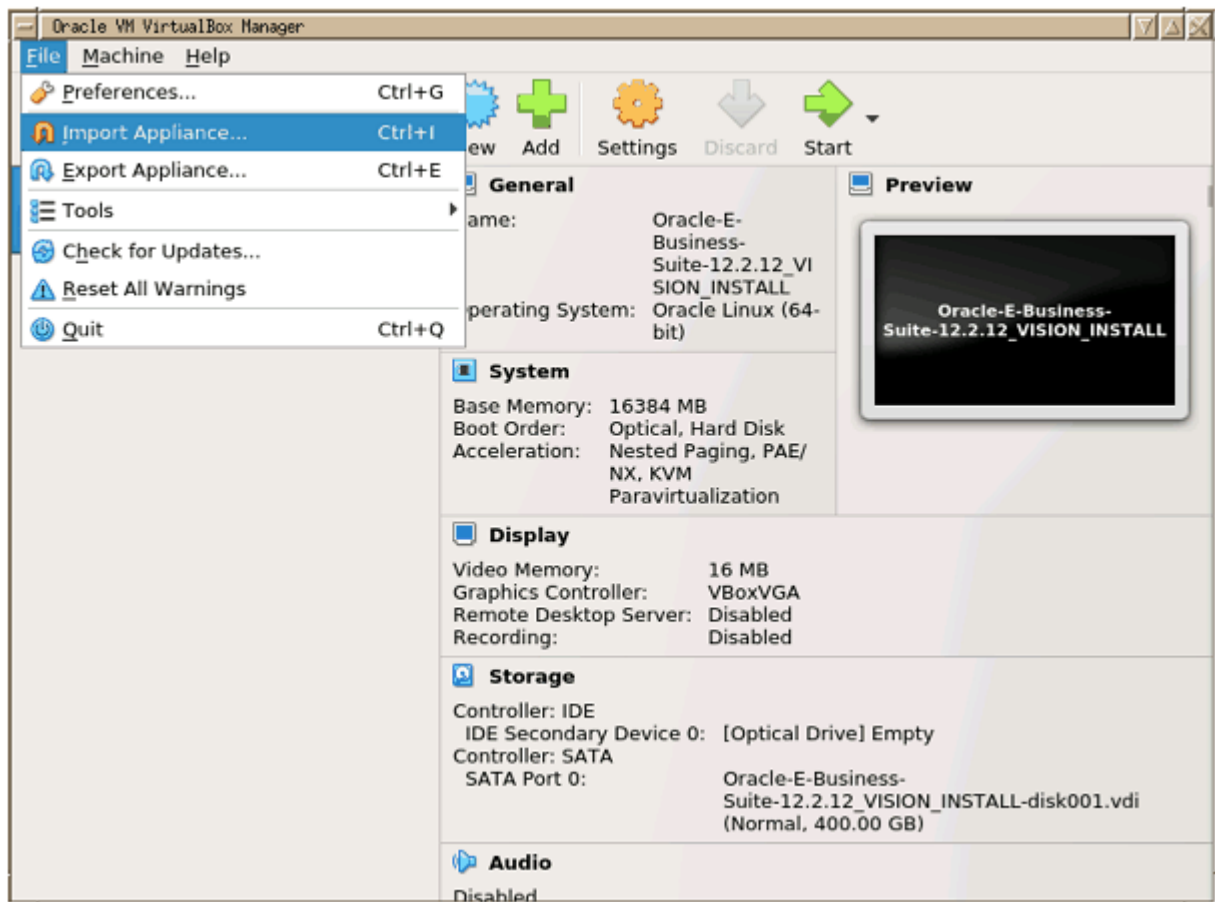 Oracle VM VirtualBox Manager
File Machine Help
Preferences... Ctrl+G
Import Appliance... Ctrl+I
Export Appliance... Ctrl+E
Tools
Check for Updates...
Reset All Warnings
Quit Ctrl+Q
ew Add Settings Discard Start
General
ame: Oracle-E-
Business-
Suite-12.2.12_VI
SION_INSTALL
perating System: Oracle Linux (64-
bit)
Preview
Oracle-E-Business-
Suite-12.2.12_VISION_INSTALL
System
Base Memory: 16384 MB
Boot Order: Optical, Hard Disk
Acceleration: Nested Paging, PAE/
NX, KVM
Paravirtualization
Display
Video Memory: 16 MB
Graphics Controller: VBoxVGA
Remote Desktop Server: Disabled
Recording: Disabled
Storage
Controller: IDE
IDE Secondary Device 0: [Optical Drive] Empty
Controller: SATA
SATA Port 0: Oracle-E-Business-
Suite-12.2.12_VISION_INSTALL-disk001.vdi
(Normal, 400.00 GB)
Audio
Disabled